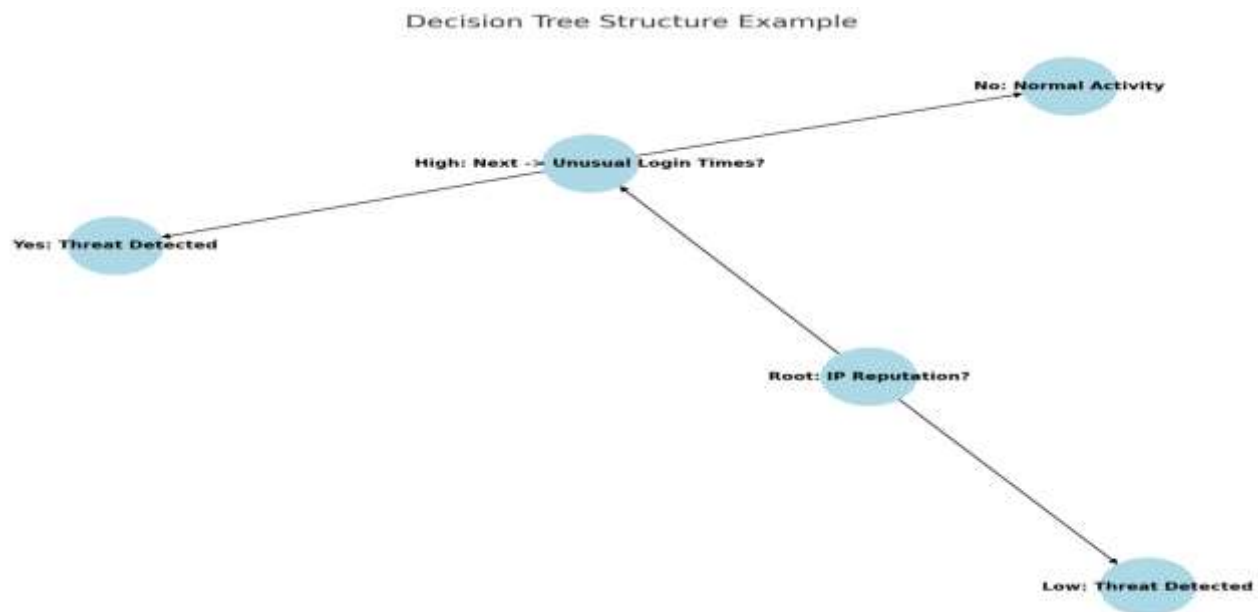 Decision Tree Structure Example
No: Normal Activity
High: Next -> Unusual Login Times?
Yes: Threat Detected
Root: IP Reputation?
Low: Threat Detected